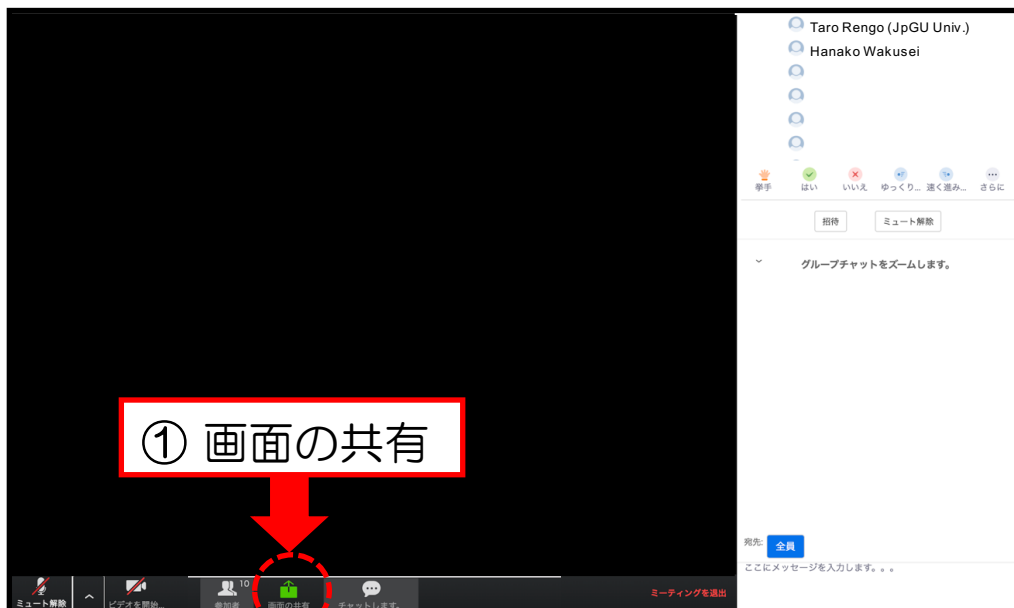 Taro Rengo (JpGU Univ.)
Hanako Wakusei
挙手
はい
いいえ
ゆっくり...
速く進み...
さらに
招待
ミュート解除
グループチャットをズームします。
① 画面の共有
宛先:
全員
ここにメッセージを入力します。。。
ミュート解除
ビデオを開始...
10
参加者
画面の共有
チャットします。
ミーティングを退出